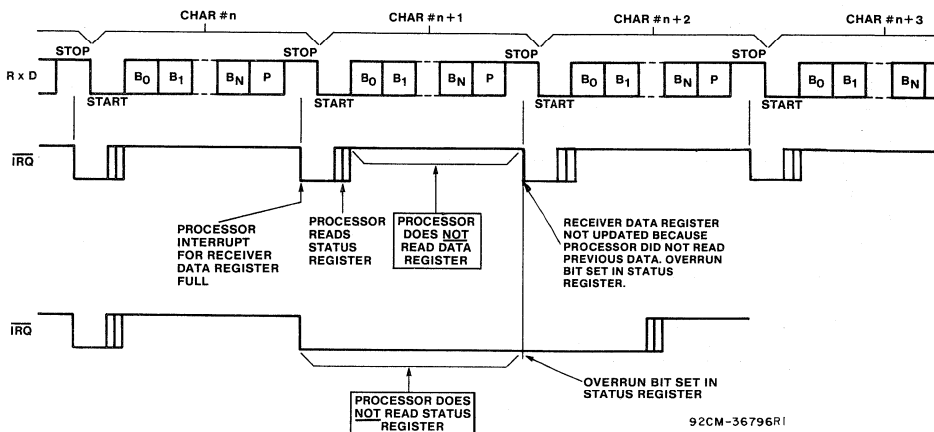 CHAR #n CHAR #n+1 CHAR #n+2 CHAR #n+3
STOP STOP STOP STOP
R x D B0 B1 BN P B0 B1 BN P B0 B1 BN P B0 B1 BN
START START START START
IRQ
PROCESSOR
INTERRUPT
FOR RECEIVER
DATA REGISTER
FULL
PROCESSOR
READS
STATUS
REGISTER
PROCESSOR
DOES NOT
READ DATA
REGISTER
RECEIVER DATA REGISTER
NOT UPDATED BECAUSE
PROCESSOR DID NOT READ
PREVIOUS DATA. OVERRUN
BIT SET IN STATUS
REGISTER.
IRQ
PROCESSOR DOES
NOT READ STATUS
REGISTER
OVERRUN BIT SET IN
STATUS REGISTER
92CM-36796RI